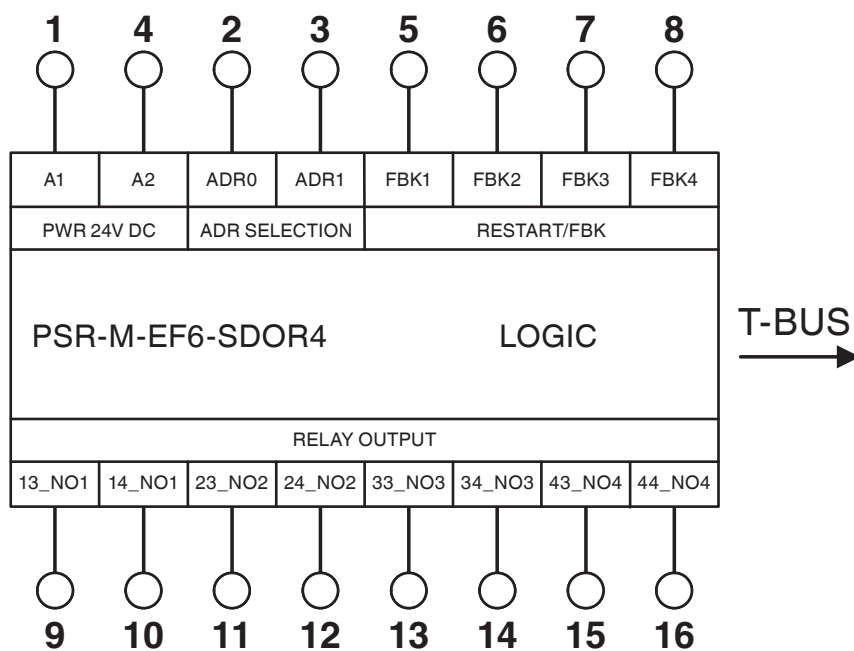 1 4 2 3 5 6 7 8
A1 A2 ADR0 ADR1 FBK1 FBK2 FBK3 FBK4
PWR 24V DC ADR SELECTION RESTART/FBK
PSR-M-EF6-SDOR4 LOGIC
T-BUS
RELAY OUTPUT
13_NO1 14_NO1 23_NO2 24_NO2 33_NO3 34_NO3 43_NO4 44_NO4
9 10 11 12 13 14 15 16